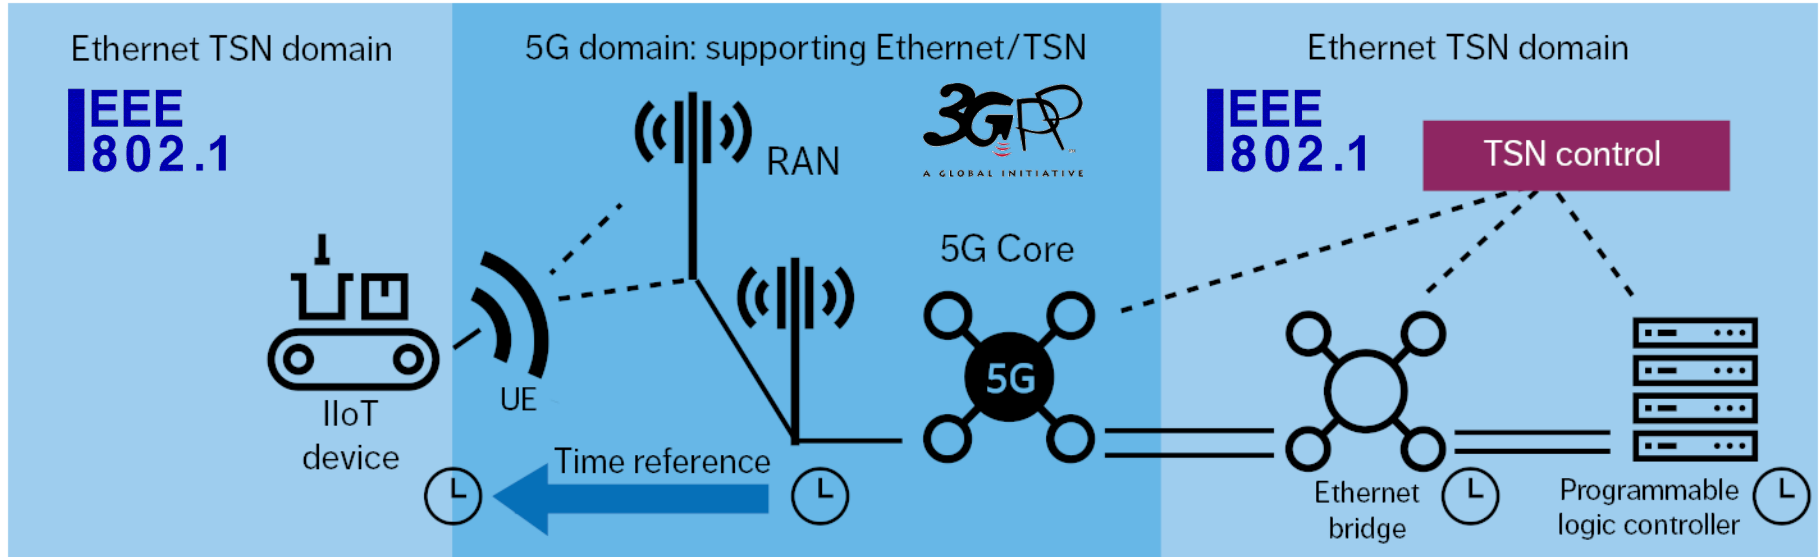 Ethernet TSN domain
5G domain: supporting Ethernet/TSN
Ethernet TSN domain
IEEE
802.1
3GPP
A GLOBAL INITIATIVE
IEEE
802.1
TSN control
RAN
5G Core
5G
UE
IIoT
device
Time reference
Ethernet
bridge
Programmable
logic controller